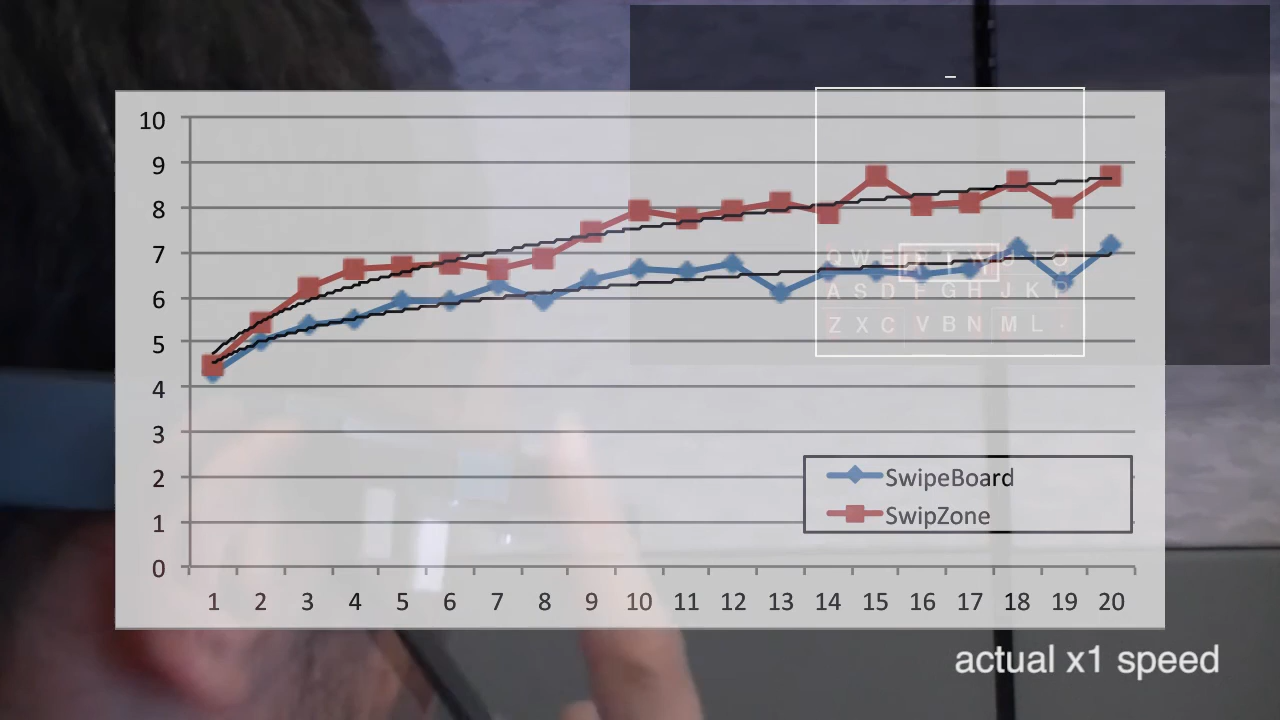 10
9
8
7
6
5
4
3
2
1
0
Q W E
A S D F G H J K P
Z X C V B N M L .
SwipeBoard
SwipZone
1 2 3 4 5 6 7 8 9 10 11 12 13 14 15 16 17 18 19 20
actual x1 speed